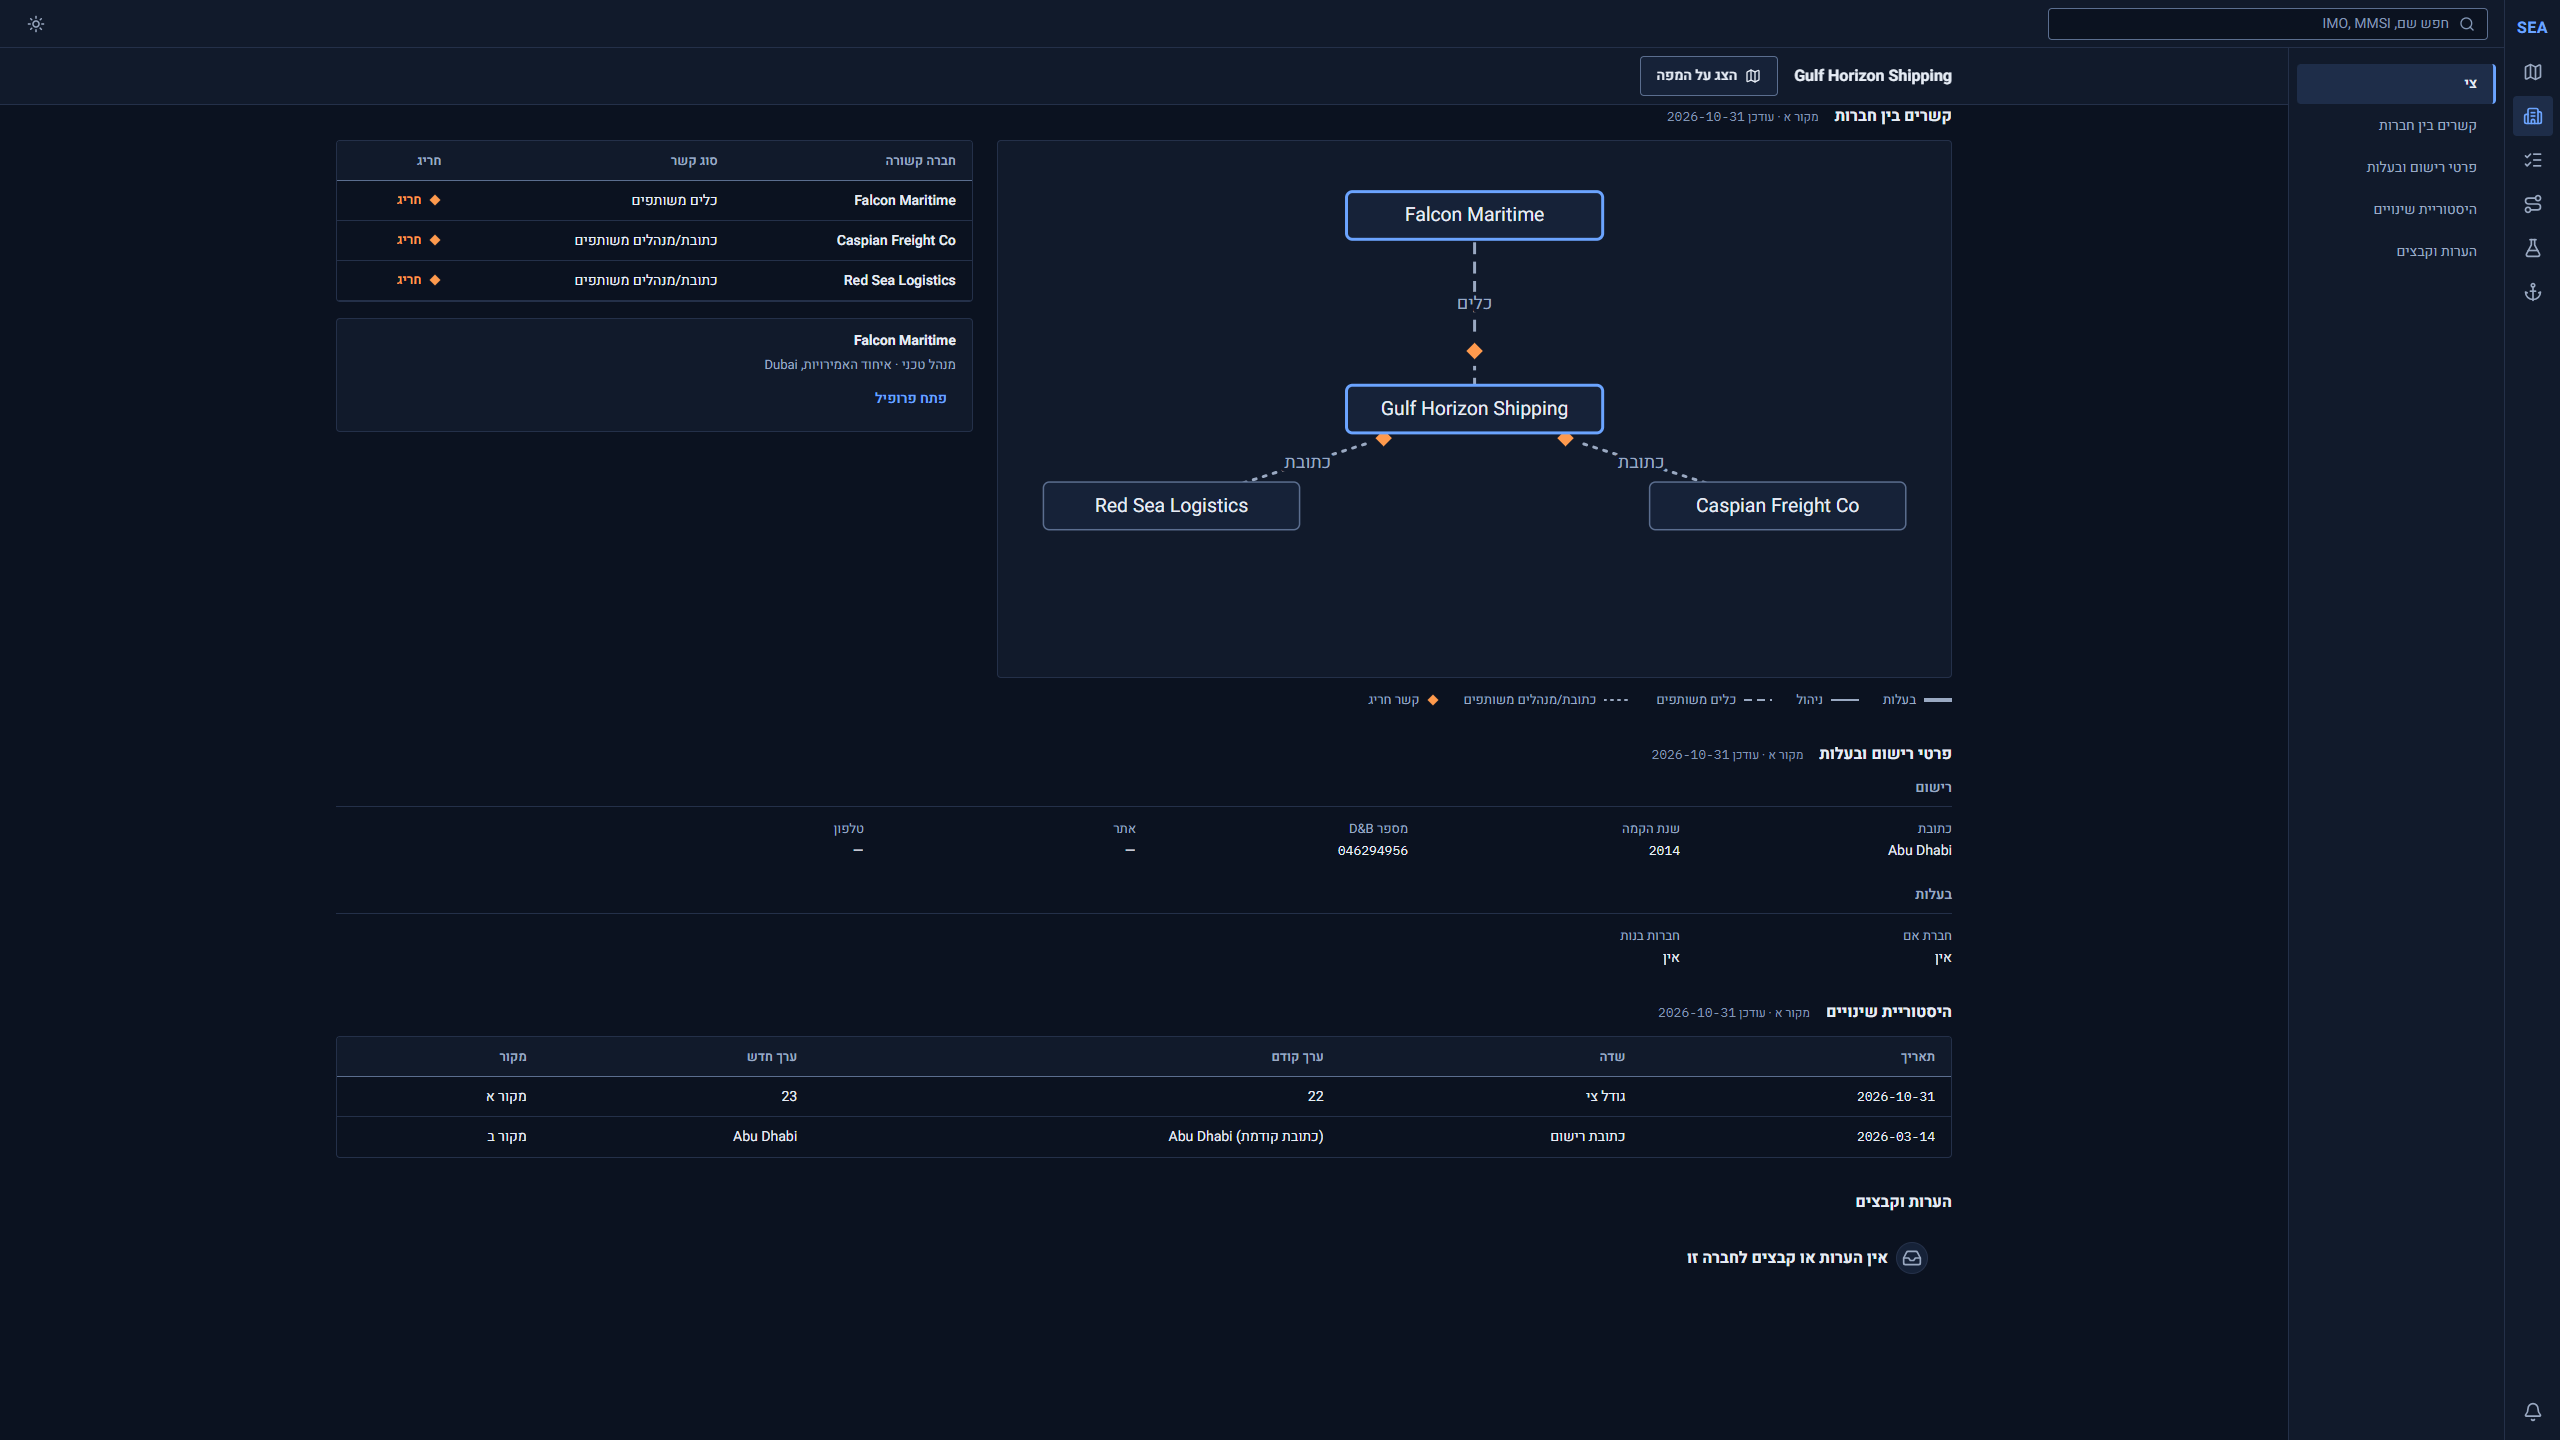 SEA
חפש שם, IMO, MMSI
צי
קשרים בין חברות
פרטי רישום ובעלות
היסטוריית שינויים
הערות וקבצים
Gulf Horizon Shipping
הצג על המפה
קשרים בין חברות מקור א · עודכן 2026-10-31
Falcon Maritime
כלים
Gulf Horizon Shipping
כתובת
כתובת
Caspian Freight Co
Red Sea Logistics
בעלות ניהול כלים משותפים כתובת/מנהלים משותפים קשר חריג
חברה קשורה סוג קשר חריג
Falcon Maritime כלים משותפים חריג
Caspian Freight Co כתובת/מנהלים משותפים חריג
Red Sea Logistics כתובת/מנהלים משותפים חריג
Falcon Maritime
מנהל טכני · איחוד האמירויות, Dubai
פתח פרופיל
פרטי רישום ובעלות מקור א · עודכן 2026-10-31
רישום
כתובת שנת הקמה מספר D&B אתר טלפון
Abu Dhabi 2014 046294956 — —
בעלות
חברת אם חברות בנות
אין אין
היסטוריית שינויים מקור א · עודכן 2026-10-31
תאריך שדה ערך קודם ערך חדש מקור
2026-10-31 גודל צי 22 23 מקור א
2026-03-14 כתובת רישום Abu Dhabi (כתובת קודמת) Abu Dhabi מקור ב
הערות וקבצים
אין הערות או קבצים לחברה זו